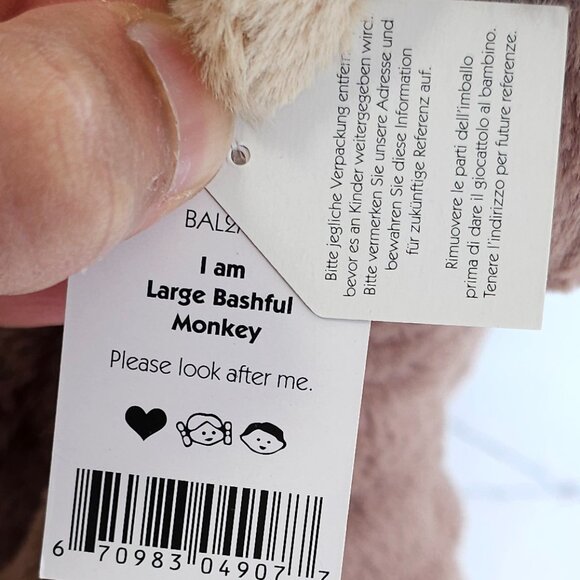 Bitte jegliche Verpackung entfern
bevor es an Kinder weitergegeben wird.
Bitte vermerken Sie unsere Adresse und
bewahren Sie diese Information
für zukünftige Referenz auf.
Rimuovere le parti dell'imballo
prima di dare il giocattolo al bambino.
Tenere l'indirizzo per future referenze.
I am
Large Bashful
Monkey
Please look after me.
6 70983 04907 7